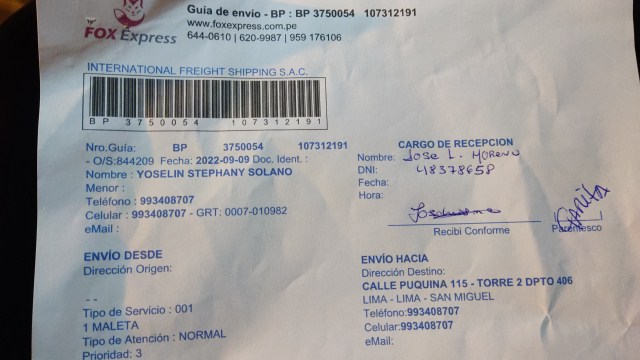 Guía de envio - BP : BP 3750054 107312191
www.foxexpress.com.pe
FOX Express
644-0610 | 620-9987 | 959 176106
INTERNATIONAL FREIGHT SHIPPING S.A.C.
BP 3750054 107312191
Nro.Guía: BP 3750054 107312191
- O/S:844209 Fecha: 2022-09-09 Doc. Ident. :
Nombre : YOSELIN STEPHANY SOLANO
Menor :
Teléfono : 993408707
Celular : 993408707 - GRT: 0007-010982
eMail :
CARGO DE RECEPCION
Nombre: Jose L. Moreno
DNI: 48378658
Fecha:
Hora:
Recibi Conforme
Parentesco
ENVÍO DESDE
Dirección Origen:
- -
Tipo de Servicio : 001
1 MALETA
Tipo de Atención : NORMAL
Prioridad: 3
ENVÍO HACIA
Dirección Destino:
CALLE PUQUINA 115 - TORRE 2 DPTO 406
LIMA - LIMA - SAN MIGUEL
Teléfono:993408707
Celular:993408707
eMail: